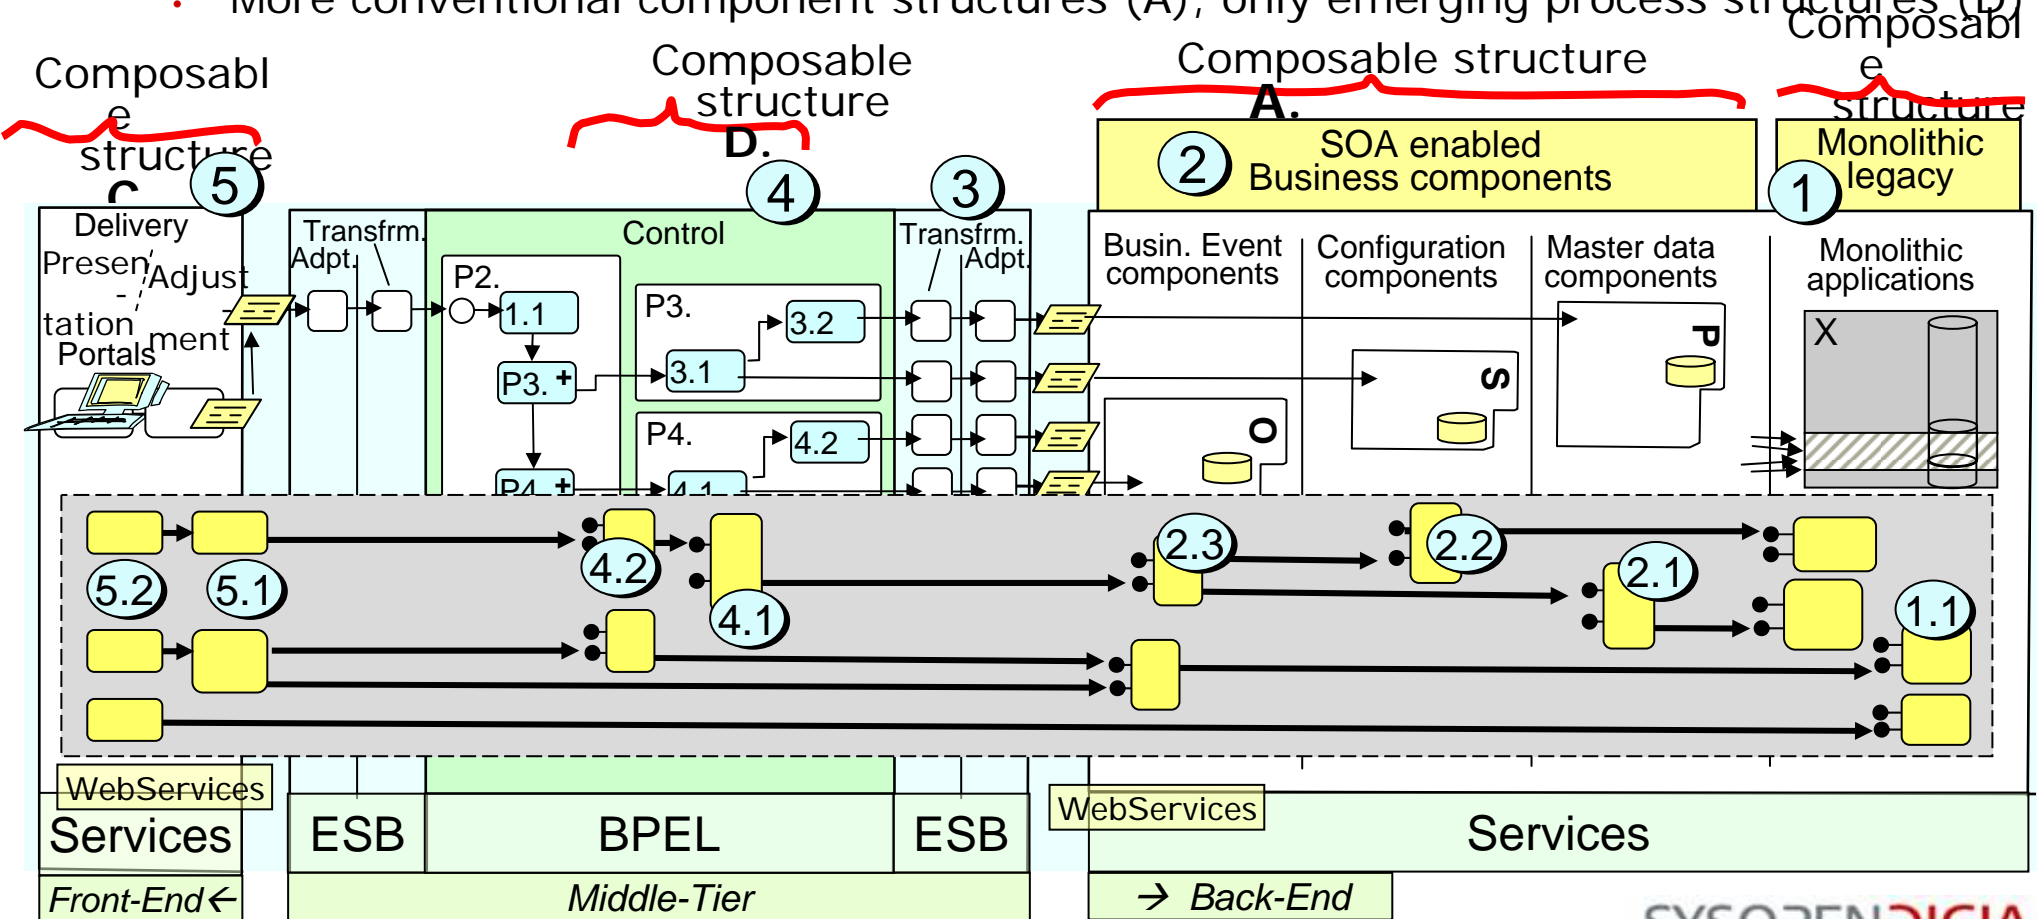 • More conventional component structures (A), only emerging process structures (D)
Composabl
e
structure
C
Composable
structure
D.
Composable structure
A.
Composabl
e
structure
5
4
3
2
SOA enabled
Business components
1
Monolithic
legacy
Delivery
Presen
-
tation
Adjust
ment
Portals
Transfrm.
Adpt.
Control
P2.
1.1
P3. +
P4 +
P3.
3.2
3.1
P4.
4.2
4.1
Transfrm.
Adpt.
Busin. Event
components
O
Configuration
components
S
Master data
components
P
Monolithic
applications
X
5.2
5.1
4.2
4.1
2.3
2.2
2.1
1.1
WebServices
WebServices
Services
ESB
BPEL
ESB
Services
Front-End←
Middle-Tier
→ Back-End
SYSOPENDIGIA